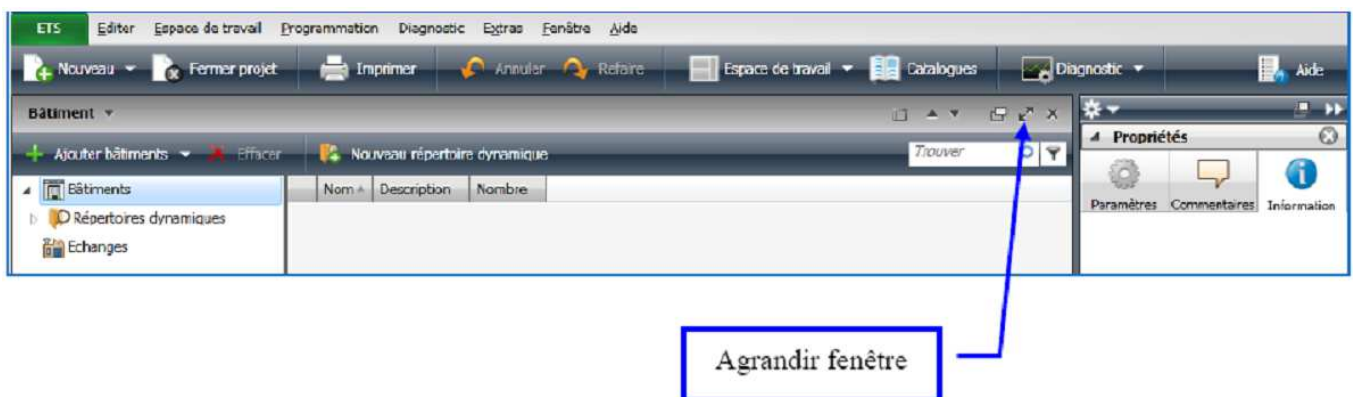 ETS Editer Espace de travail Programmation Diagnostic Extras Fenêtre Aide
Nouveau Fermer projet Imprimer Annuler Refaire Espace de travail Catalogues Diagnostic Aide
Bâtiment
Propriétés
Ajouter bâtiments Effacer Nouveau répertoire dynamique Trouver
Bâtiments Nom Description Nombre
Paramètres Commentaires Information
Répertoires dynamiques
Echanges
Agrandir fenêtre